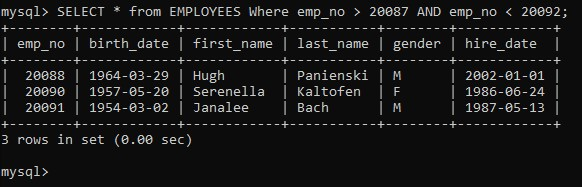 mysql> SELECT * from EMPLOYEES Where emp_no > 20087 AND emp_no < 20092;
+--------+------------+------------+-----------+--------+------------+
| emp_no | birth_date | first_name | last_name | gender | hire_date  |
+--------+------------+------------+-----------+--------+------------+
| 20088 | 1964-03-29 | Hugh       | Panienski | M      | 2002-01-01 |
| 20090 | 1957-05-20 | Serenella  | Kaltofen  | F      | 1986-06-24 |
| 20091 | 1954-03-02 | Janalee    | Bach      | M      | 1987-05-13 |
+--------+------------+------------+-----------+--------+------------+
3 rows in set (0.00 sec)
mysql>